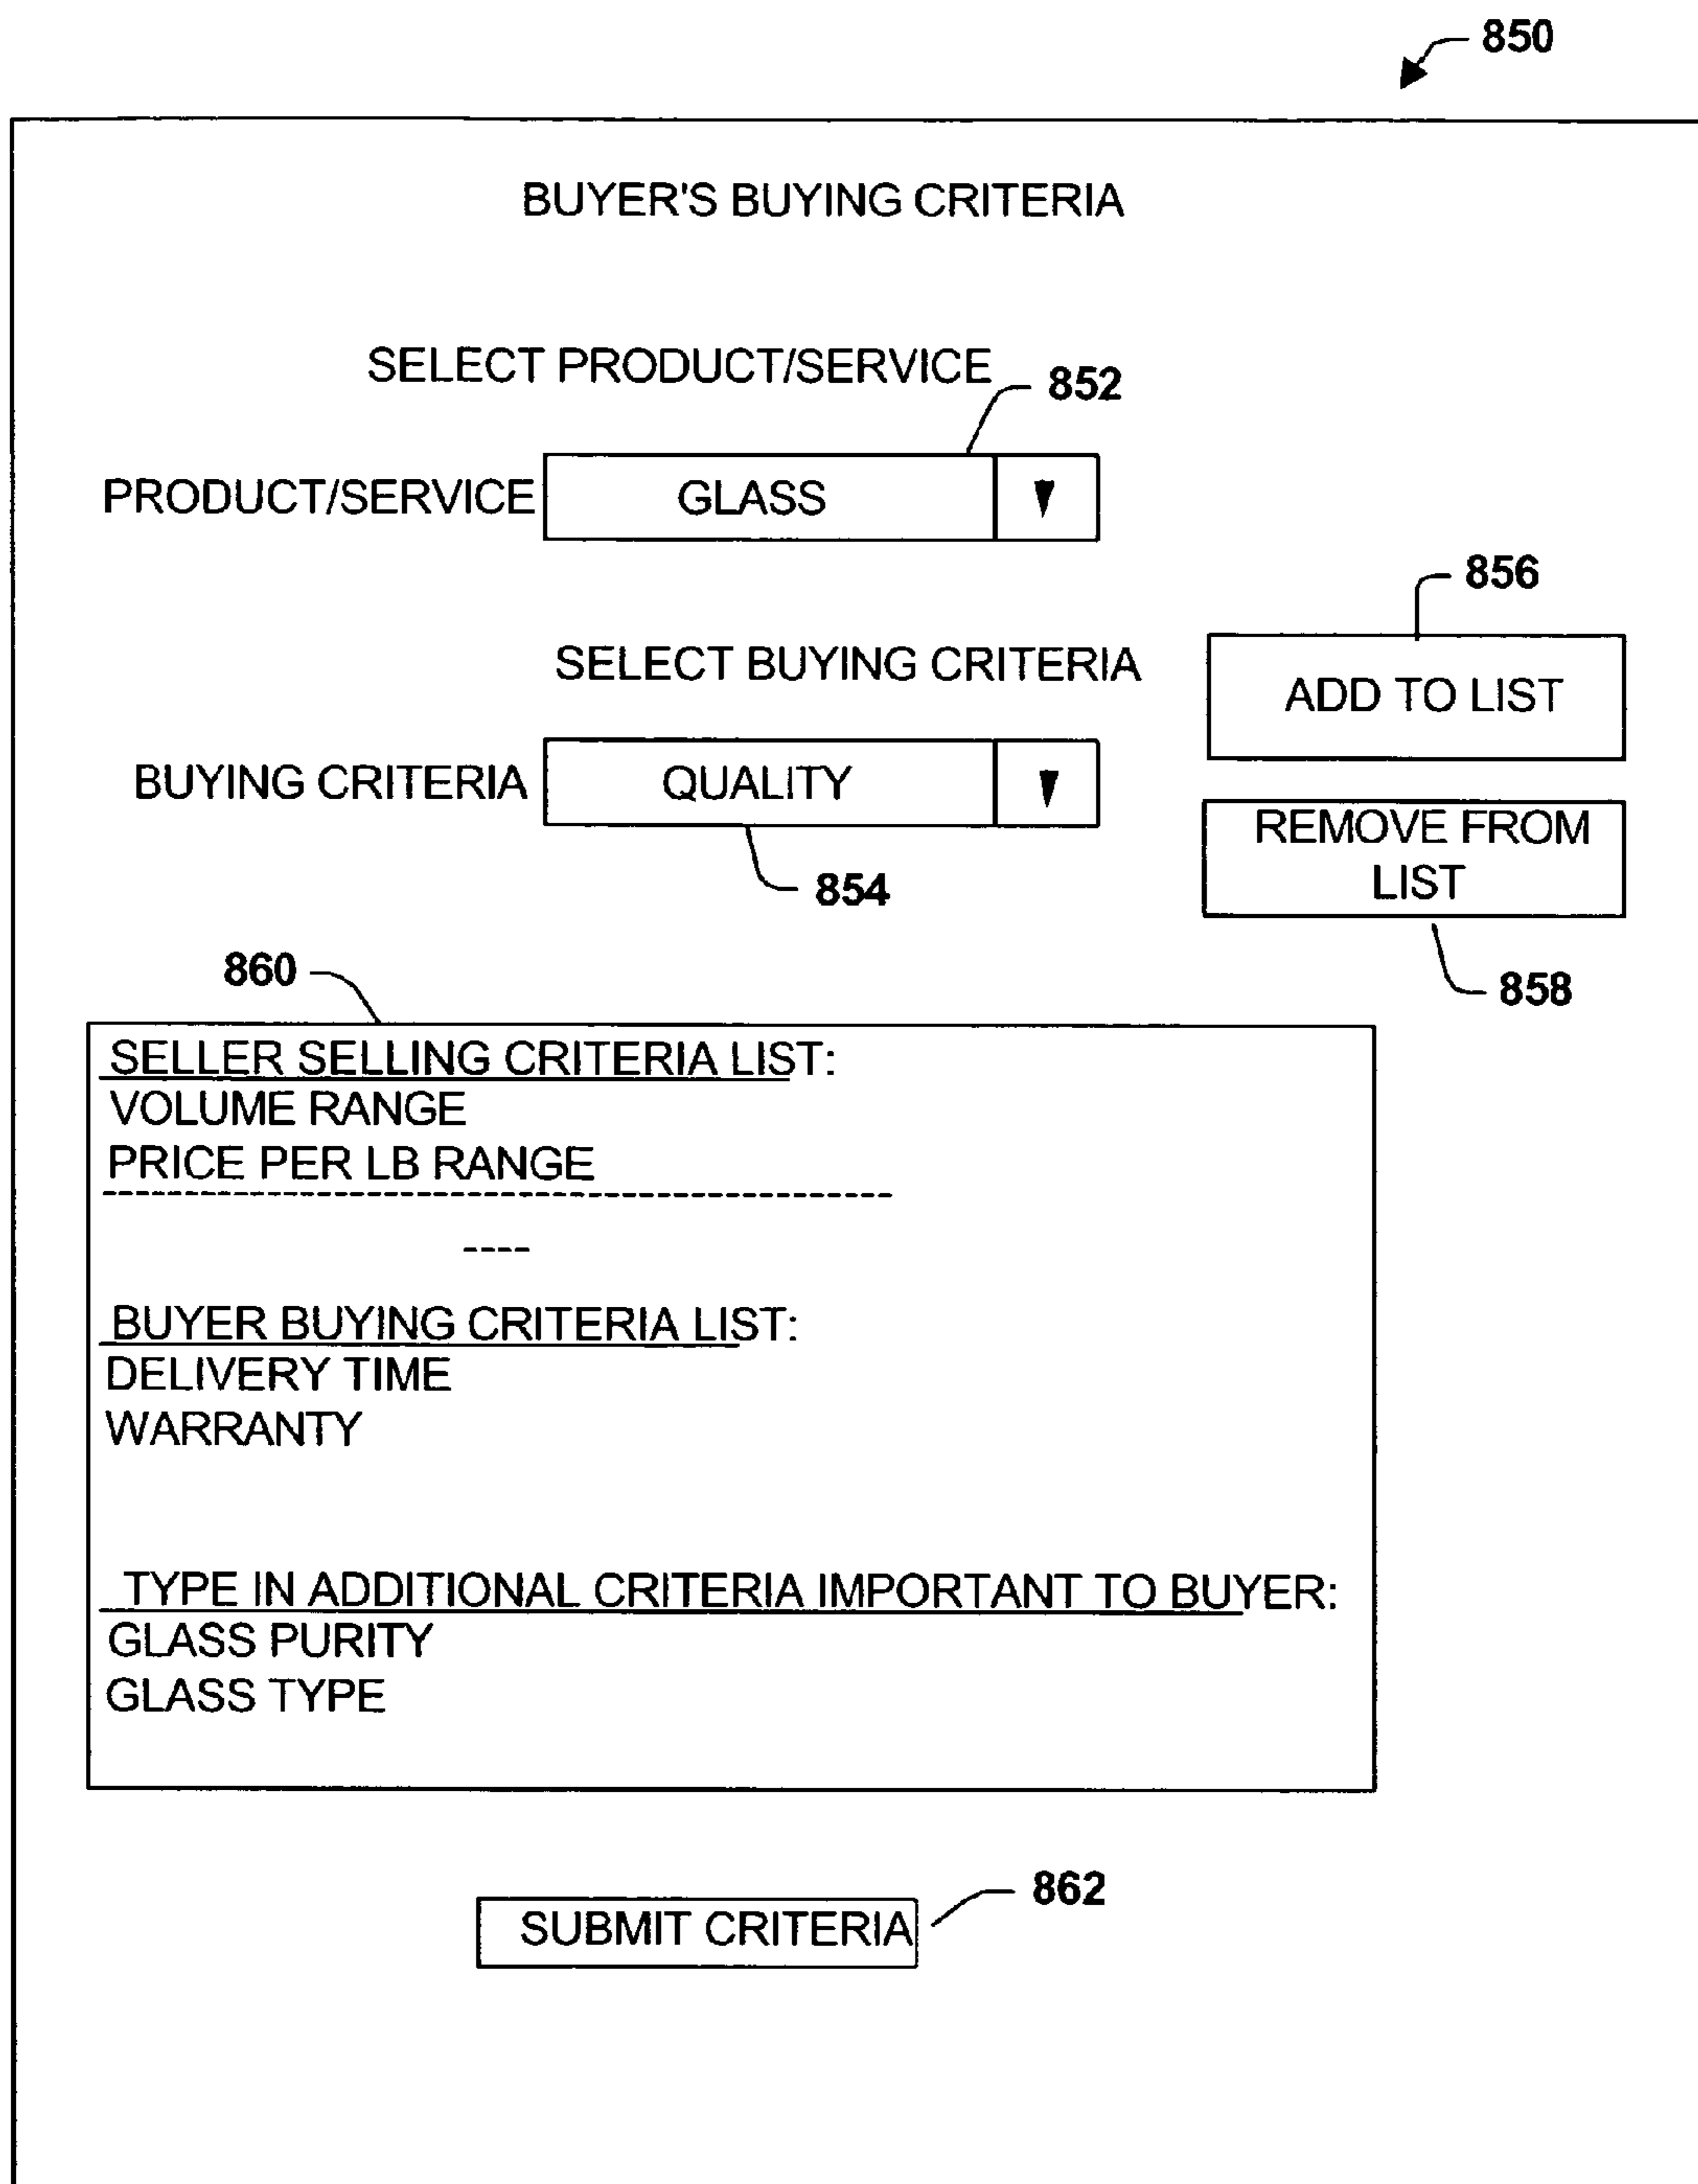 850
BUYER'S BUYING CRITERIA
SELECT PRODUCT/SERVICE
852
PRODUCT/SERVICE GLASS
856
SELECT BUYING CRITERIA
ADD TO LIST
BUYING CRITERIA QUALITY
REMOVE FROM
LIST
854
858
860
SELLER SELLING CRITERIA LIST:
VOLUME RANGE
PRICE PER LB RANGE
BUYER BUYING CRITERIA LIST:
DELIVERY TIME
WARRANTY
TYPE IN ADDITIONAL CRITERIA IMPORTANT TO BUYER:
GLASS PURITY
GLASS TYPE
862
SUBMIT CRITERIA